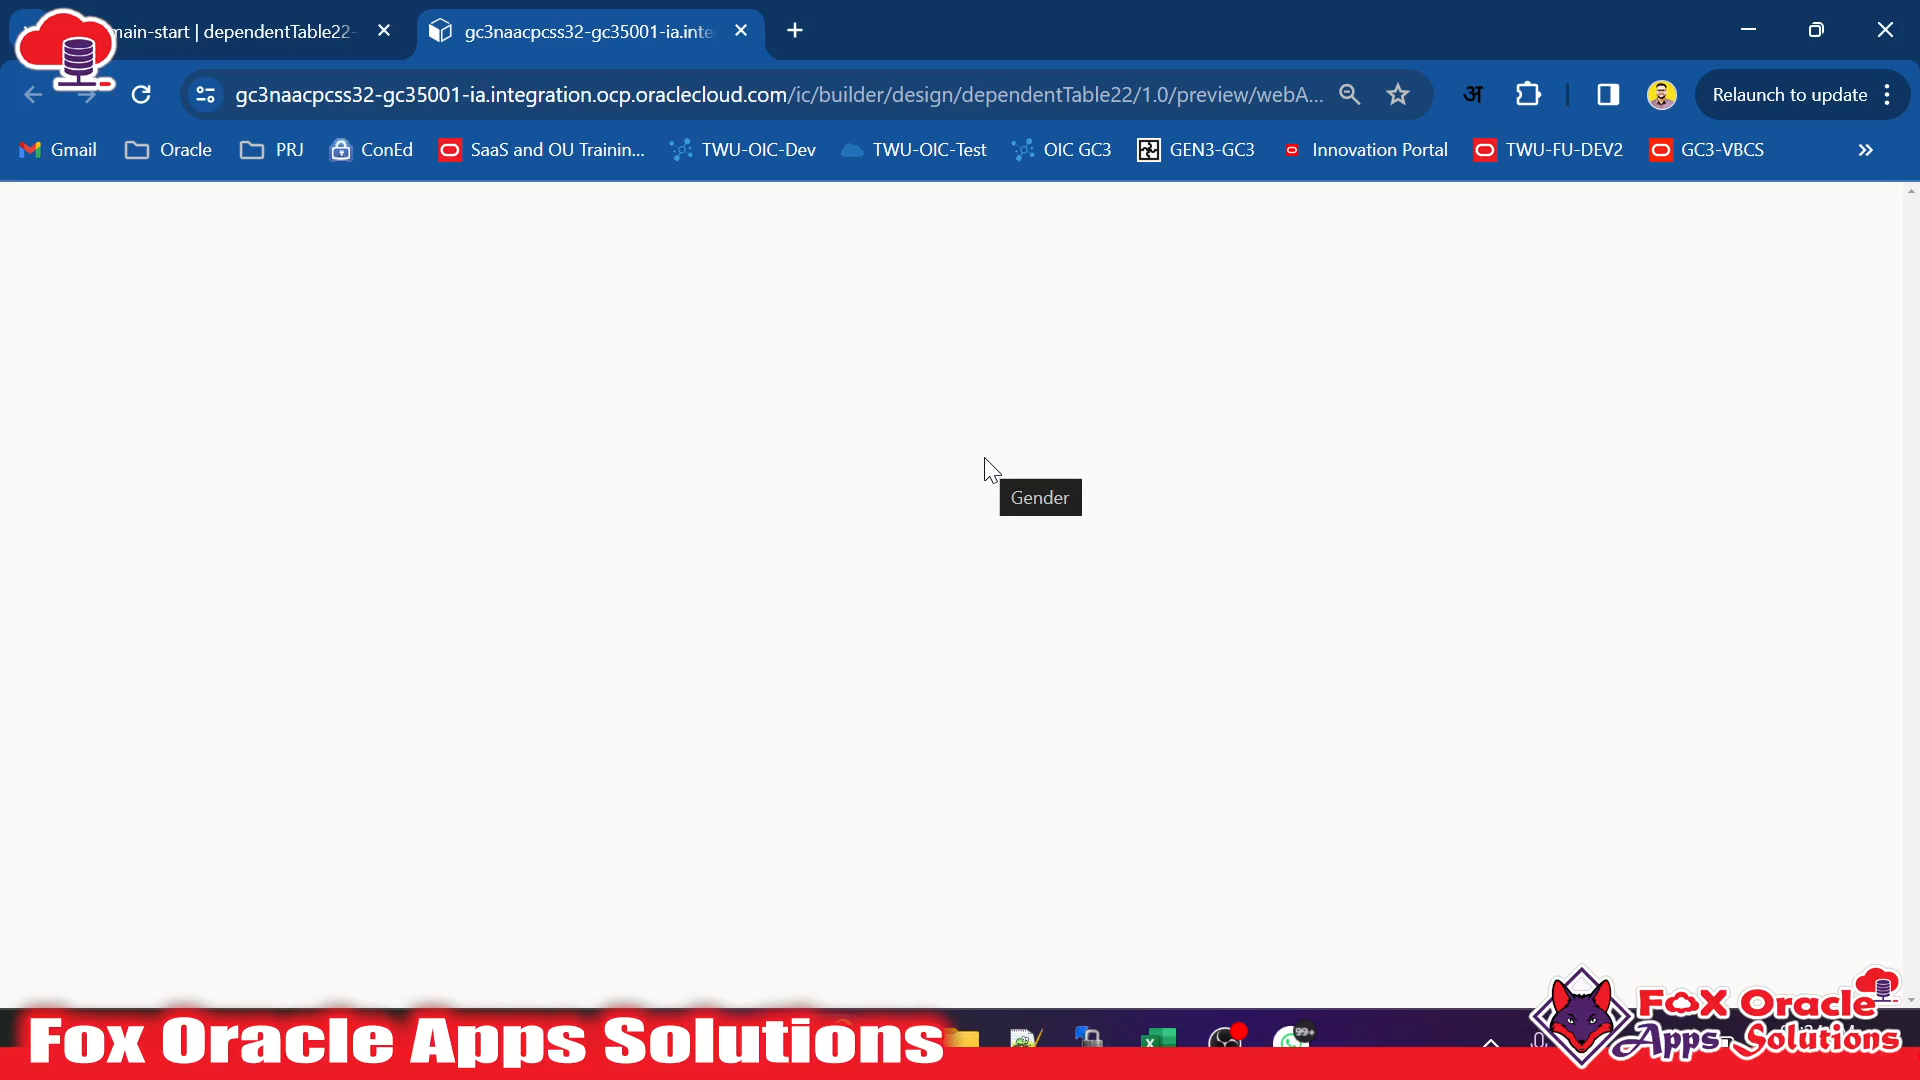 main-start | dependentTable22-
gc3naacpcss32-gc35001-ia.inte
gc3naacpcss32-gc35001-ia.integration.ocp.oraclecloud.com/ic/builder/design/dependentTable22/1.0/preview/webA...
अ
Relaunch to update
Gmail
Oracle
PRJ
ConEd
SaaS and OU Trainin...
TWU-OIC-Dev
TWU-OIC-Test
OIC GC3
GEN3-GC3
Innovation Portal
TWU-FU-DEV2
GC3-VBCS
Gender
Fox Oracle Apps Solutions
99+
Fox Oracle
Apps Solutions